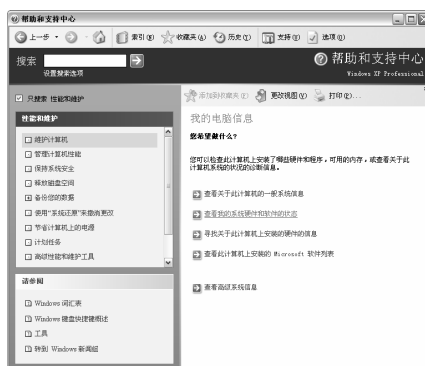 帮助和支持中心
上一步
索引(N)
收藏夹(A)
历史(T)
支持(S)
选项(O)
搜索
设置搜索选项
帮助和支持中心
Windows XP Professional
只搜索 性能和维护
添加到收藏夹(F)
更改视图(V)
打印(P)...
性能和维护
维护计算机
管理计算机性能
保持系统安全
释放磁盘空间
备份您的数据
使用“系统还原”来撤消更改
节省计算机上的电源
计划任务
高级性能和维护工具
请参阅
Windows 词汇表
Windows 键盘快捷键概述
工具
转到 Windows 新闻组
我的电脑信息
您希望做什么?
您可以检查此计算机上安装了哪些硬件和程序,可用的内存,或查看关于此
计算机系统的状况的诊断信息。
查看关于此计算机的一般系统信息
查看我的系统硬件和软件的状态
寻找关于此计算机上安装的硬件的信息
查看此计算机上安装的 Microsoft 软件列表
查看高级系统信息